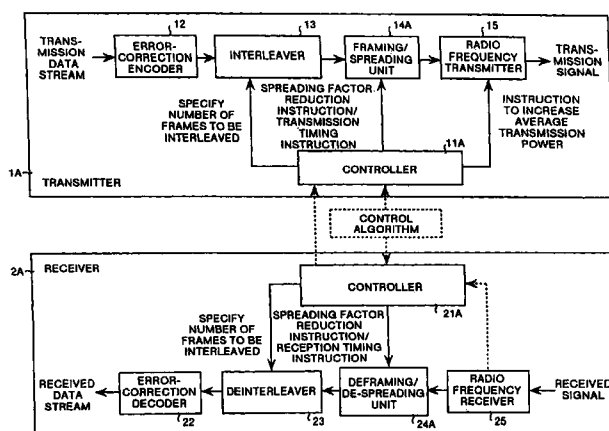 12
13
14A
15
TRANS-
MISSION
DATA
STREAM
ERROR-
CORRECTION
ENCODER
INTERLEAVER
FRAMING/
SPREADING
UNIT
RADIO
FREQUENCY
TRANSMITTER
TRANS-
MISSION
SIGNAL
SPECIFY
NUMBER OF
FRAMES TO BE
INTERLEAVED
SPREADING FACTOR
REDUCTION
INSTRUCTION/
TRANSMISSION
TIMING
INSTRUCTION
INSTRUCTION
TO INCREASE
AVERAGE
TRANSMISSION
POWER
11A
CONTROLLER
1A
TRANSMITTER
CONTROL
ALGORITHM
2A
RECEIVER
CONTROLLER
21A
SPECIFY
NUMBER OF
FRAMES TO BE
INTERLEAVED
SPREADING FACTOR
REDUCTION
INSTRUCTION/
RECEPTION TIMING
INSTRUCTION
RECEIVED
DATA
STREAM
ERROR-
CORRECTION
DECODER
DEINTERLEAVER
DEFRAMING/
DE-SPREADING
UNIT
RADIO
FREQUENCY
RECEIVER
RECEIVED
SIGNAL
22
23
24A
25